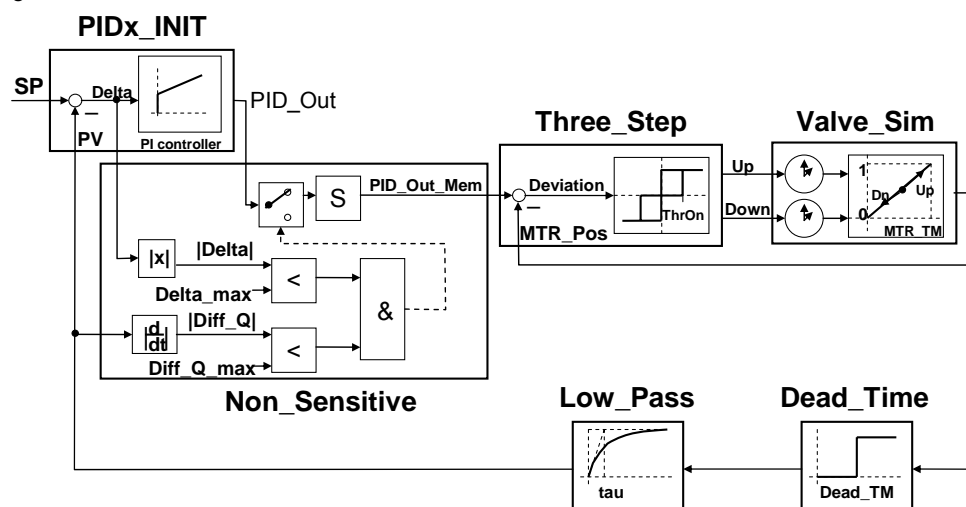 PIDx_INIT
SP
Delta
PID_Out
PV
PI controller
Three_Step
Valve_Sim
S
PID_Out_Mem
Deviation
ThrOn
MTR_Pos
Up
Down
1
0
Dn
Up
MTR_TM
|x|
|Delta|
<
Delta_max
&
|d/dt|
|Diff_Q|
<
Diff_Q_max
Non_Sensitive
Low_Pass
Dead_Time
tau
Dead_TM